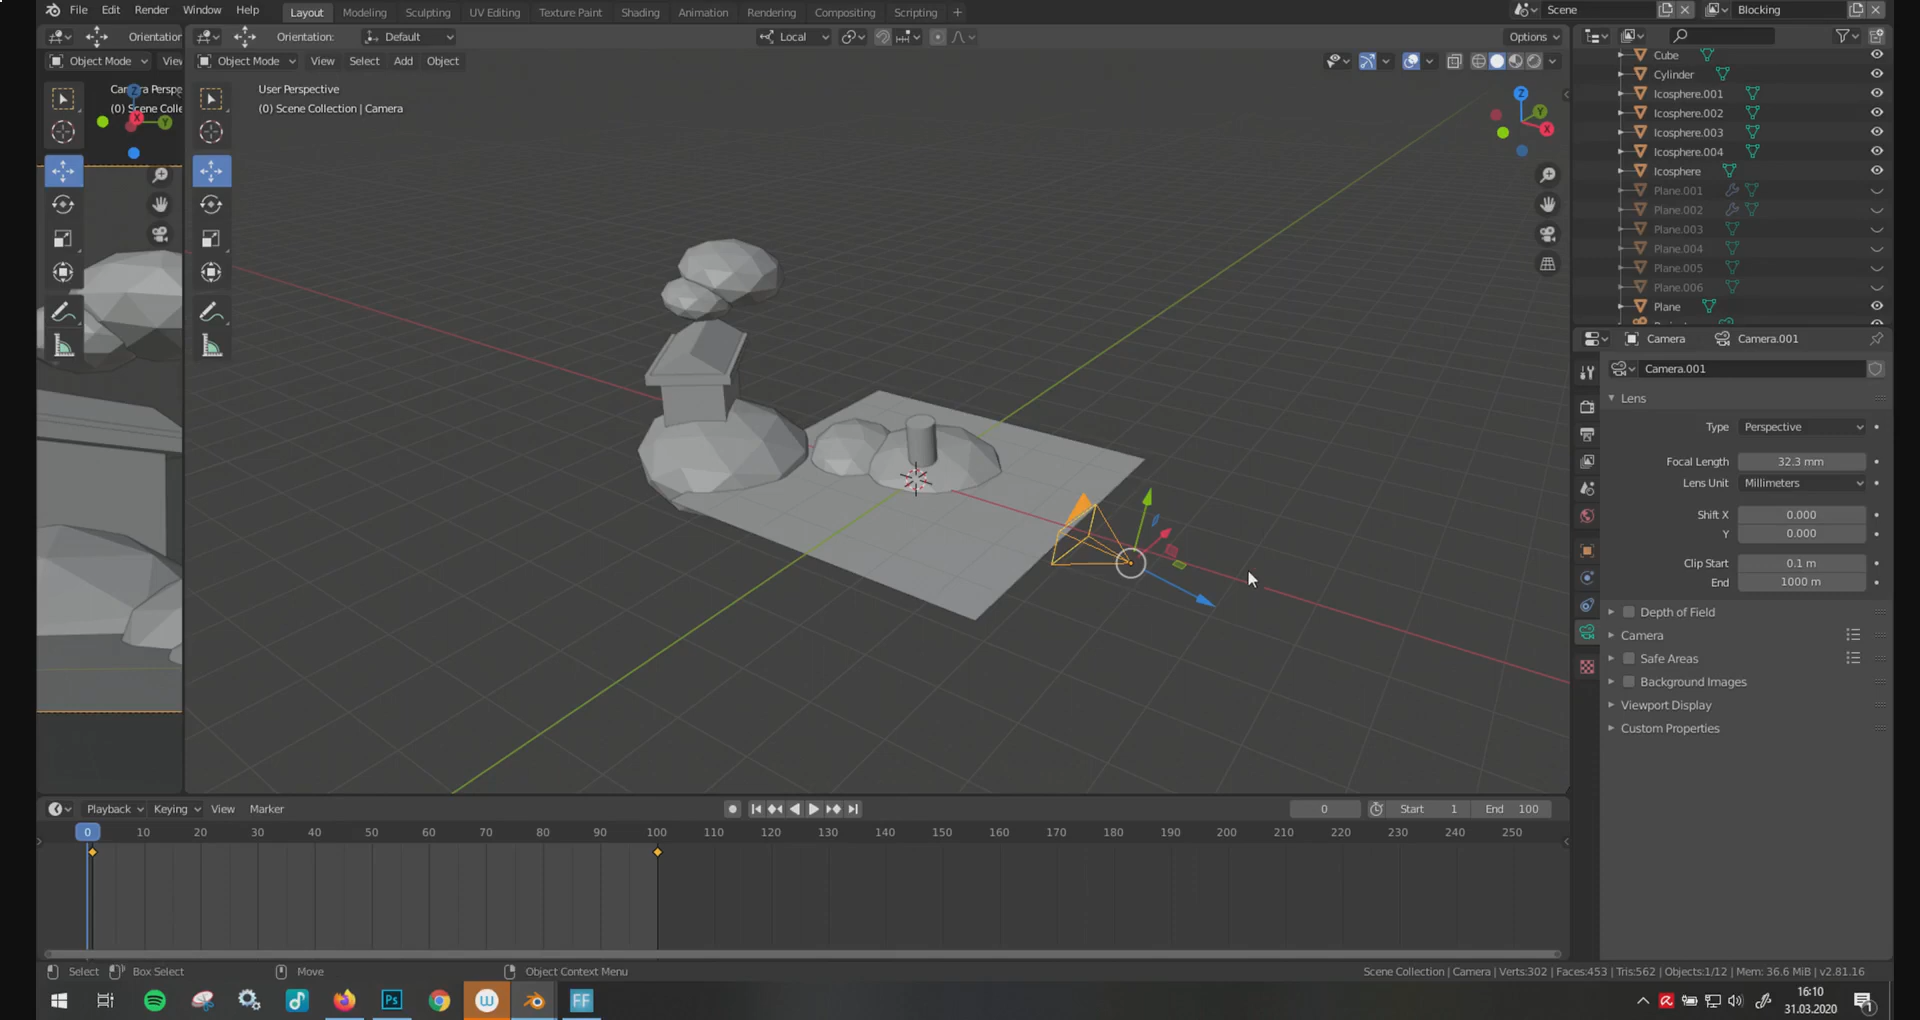 File Edit Render Window Help Layout Modeling Sculpting UV Editing Texture Paint Shading Animation Rendering Compositing Scripting + Scene Blocking
Orientation: Default Local Options
Object Mode Object Mode View Select Add Object
User Perspective
(0) Scene Collection | Camera
Z
Y
X
X
Y
Cube
Cylinder
Icosphere.001
Icosphere.002
Icosphere.003
Icosphere.004
Icosphere
Plane.001
Plane.002
Plane.003
Plane.004
Plane.005
Plane.006
Plane
Camera Camera.001
Camera.001
Lens
Type Perspective
Focal Length 32.3 mm
Lens Unit Millimeters
Shift X 0.000
Y 0.000
Clip Start 0.1 m
End 1000 m
Depth of Field
Camera
Safe Areas
Background Images
Viewport Display
Custom Properties
Playback Keying View Marker 0 Start 1 End 100
0 10 20 30 40 50 60 70 80 90 100 110 120 130 140 150 160 170 180 190 200 210 220 230 240 250
Select Box Select Move Object Context Menu Scene Collection | Camera | Verts:302 | Faces:453 | Tris:562 | Objects:1/12 | Mem: 36.6 MiB | v2.81.16
Ps W FF 16:10
31.03.2020 1